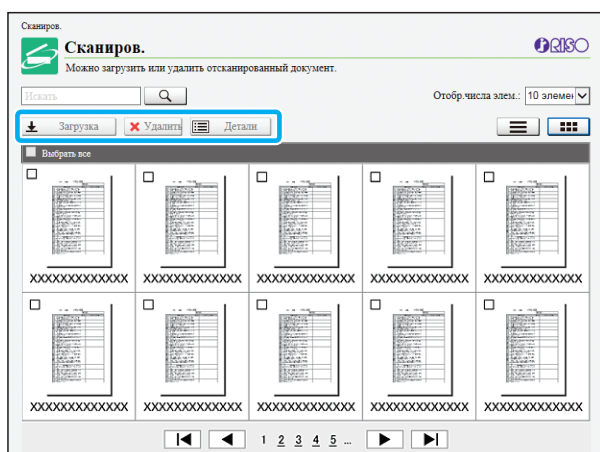 Сканиров.
Сканиров.
RISO
Можно загрузить или удалить отсканированный документ.
Искать
Отобр.числа элем.: 10 элемен
Загрузка Удалить Детали
Выбрать все
XXXXXXXXXXXXX XXXXXXXXXXXXX XXXXXXXXXXXXX XXXXXXXXXXXXX XXXXXXXXXXXXX
XXXXXXXXXXXXX XXXXXXXXXXXXX XXXXXXXXXXXXX XXXXXXXXXXXXX XXXXXXXXXXXXX
1 2 3 4 5 ...